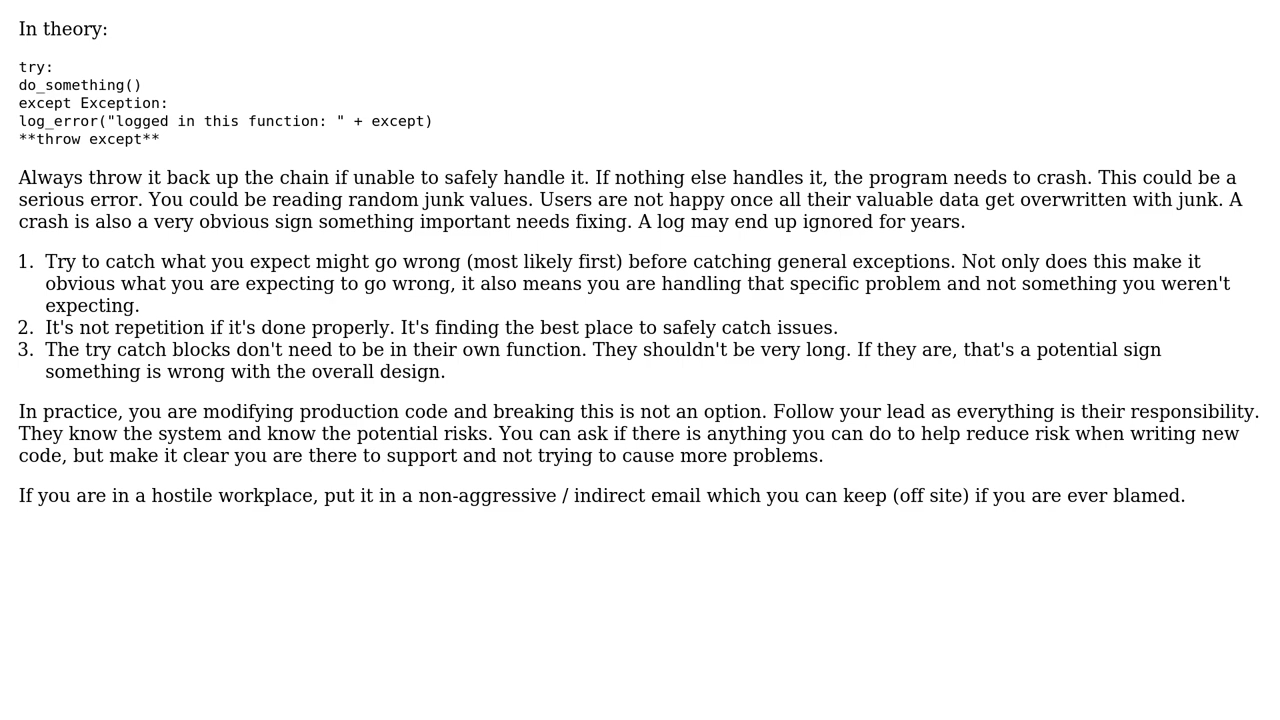 In theory:
try:
do_something()
except Exception:
log_error("logged in this function: " + except)
**throw except**
Always throw it back up the chain if unable to safely handle it. If nothing else handles it, the program needs to crash. This could be a
serious error. You could be reading random junk values. Users are not happy once all their valuable data get overwritten with junk. A
crash is also a very obvious sign something important needs fixing. A log may end up ignored for years.
1. Try to catch what you expect might go wrong (most likely first) before catching general exceptions. Not only does this make it
obvious what you are expecting to go wrong, it also means you are handling that specific problem and not something you weren't
expecting.
2. It's not repetition if it's done properly. It's finding the best place to safely catch issues.
3. The try catch blocks don't need to be in their own function. They shouldn't be very long. If they are, that's a potential sign
something is wrong with the overall design.
In practice, you are modifying production code and breaking this is not an option. Follow your lead as everything is their responsibility.
They know the system and know the potential risks. You can ask if there is anything you can do to help reduce risk when writing new
code, but make it clear you are there to support and not trying to cause more problems.
If you are in a hostile workplace, put it in a non-aggressive / indirect email which you can keep (off site) if you are ever blamed.